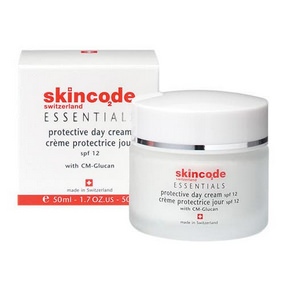 skincode
switzerland
ESSENTIALS
protective day cream
crème protectrice jour
spf 12
with CM-Glucan
made in Switzerland
50ml - 1.7OZ.US - 50
skincode
switzerland
ESSENTIALS
protective day cream spf 12
crème protectrice jour spf 12
with CM-Glucan
made in Switzerland